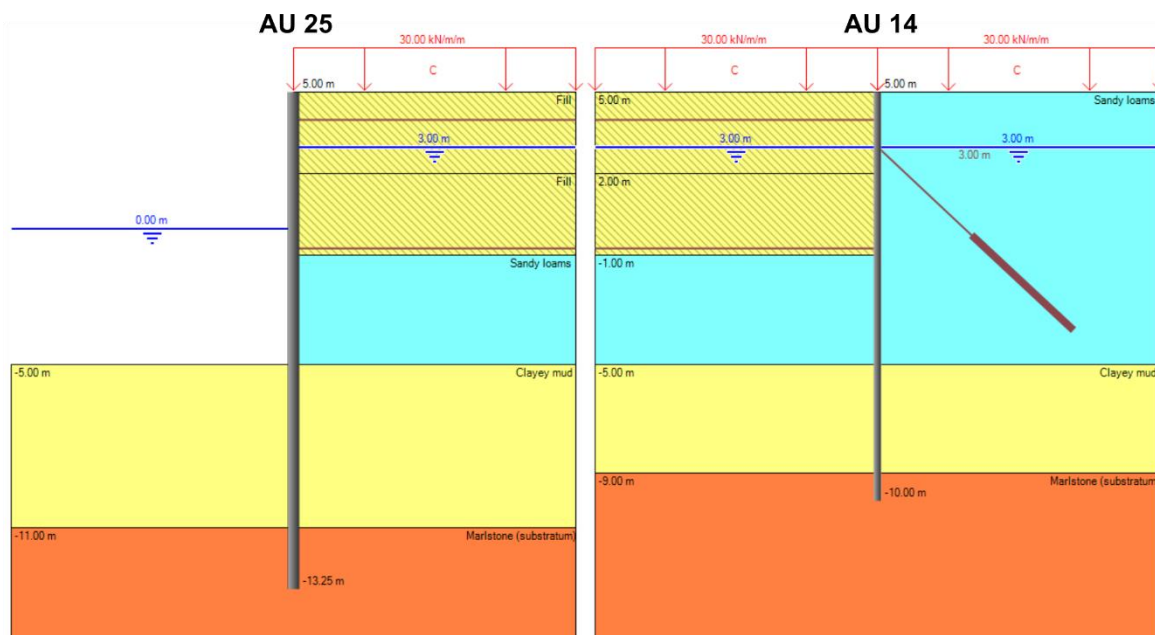 AU 25
AU 14
30.00 kN/m/m
30.00 kN/m/m
30.00 kN/m/m
C
C
C
5.00 m
Fill
5.00 m
5.00 m
Sandy loams
3.00 m
3.00 m
3.00 m
3.00 m
Fill
2.00 m
0.00 m
Sandy loams
-1.00 m
-5.00 m
Clayey mud
-5.00 m
Clayey mud
-9.00 m
Marlstone (substratum)
-10.00 m
-11.00 m
Marlstone (substratum)
-13.25 m